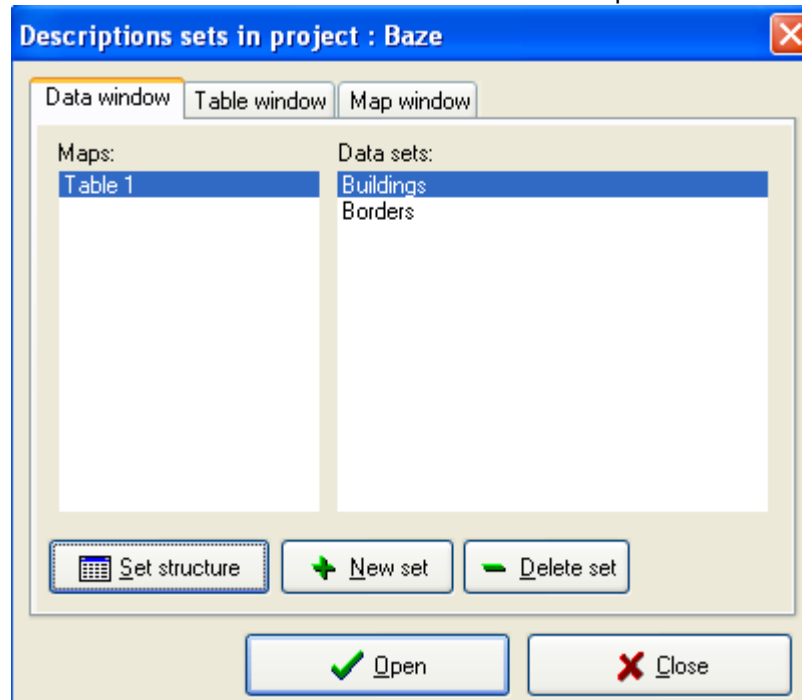 Descriptions sets in project : Baze
Data window Table window Map window
Maps: Data sets:
Table 1 Buildings
Borders
Set structure New set Delete set
Open Close